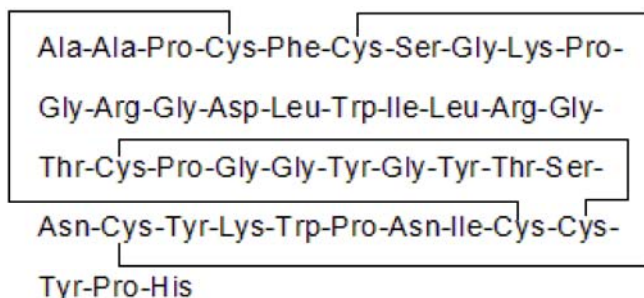 Ala-Ala-Pro-Cys-Phe-Cys-Ser-Gly-Lys-Pro-
Gly-Arg-Gly-Asp-Leu-Trp-Ile-Leu-Arg-Gly-
Thr-Cys-Pro-Gly-Gly-Tyr-Gly-Tyr-Thr-Ser-
Asn-Cys-Tyr-Lys-Trp-Pro-Asn-Ile-Cys-Cys-
Tyr-Pro-His